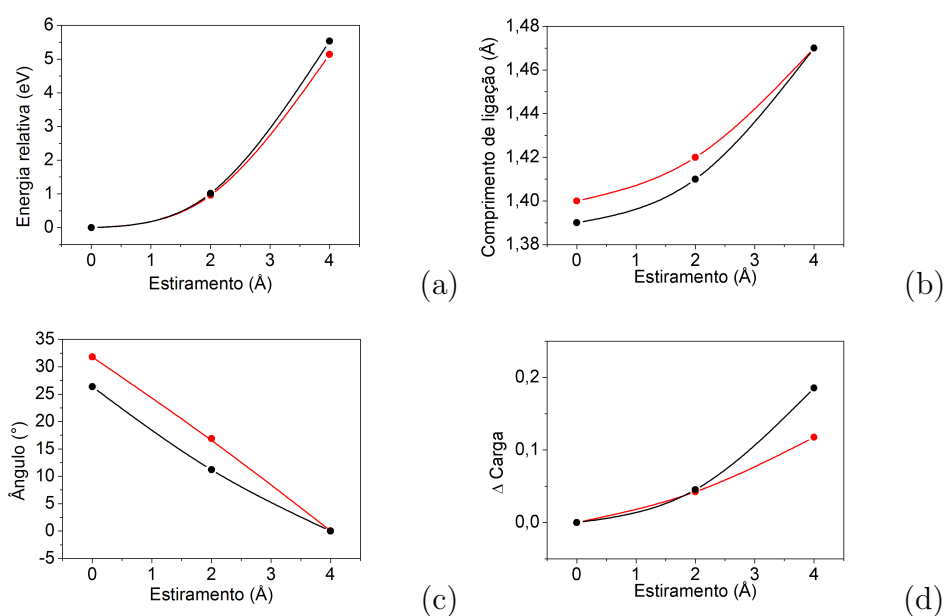 Energia relativa (eV)
6
5
4
3
2
1
0
0 1 2 3 4
Estiramento (Å)
(a)
Comprimento de ligação (Å)
1,48
1,46
1,44
1,42
1,40
1,38
0 1 2 3 4
Estiramento (Å)
(b)
Ângulo (°)
35
30
25
20
15
10
5
0
-5
0 1 2 3 4
Estiramento (Å)
(c)
Δ Carga
0,2
0,1
0,0
0 1 2 3 4
Estiramento (Å)
(d)